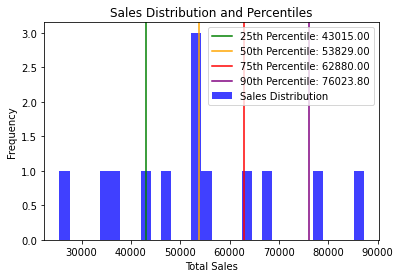 Sales Distribution and Percentiles
25th Percentile: 43015.00
50th Percentile: 53829.00
75th Percentile: 62880.00
90th Percentile: 76023.80
Sales Distribution
Frequency
3.0
2.5
2.0
1.5
1.0
0.5
0.0
30000 40000 50000 60000 70000 80000 90000
Total Sales